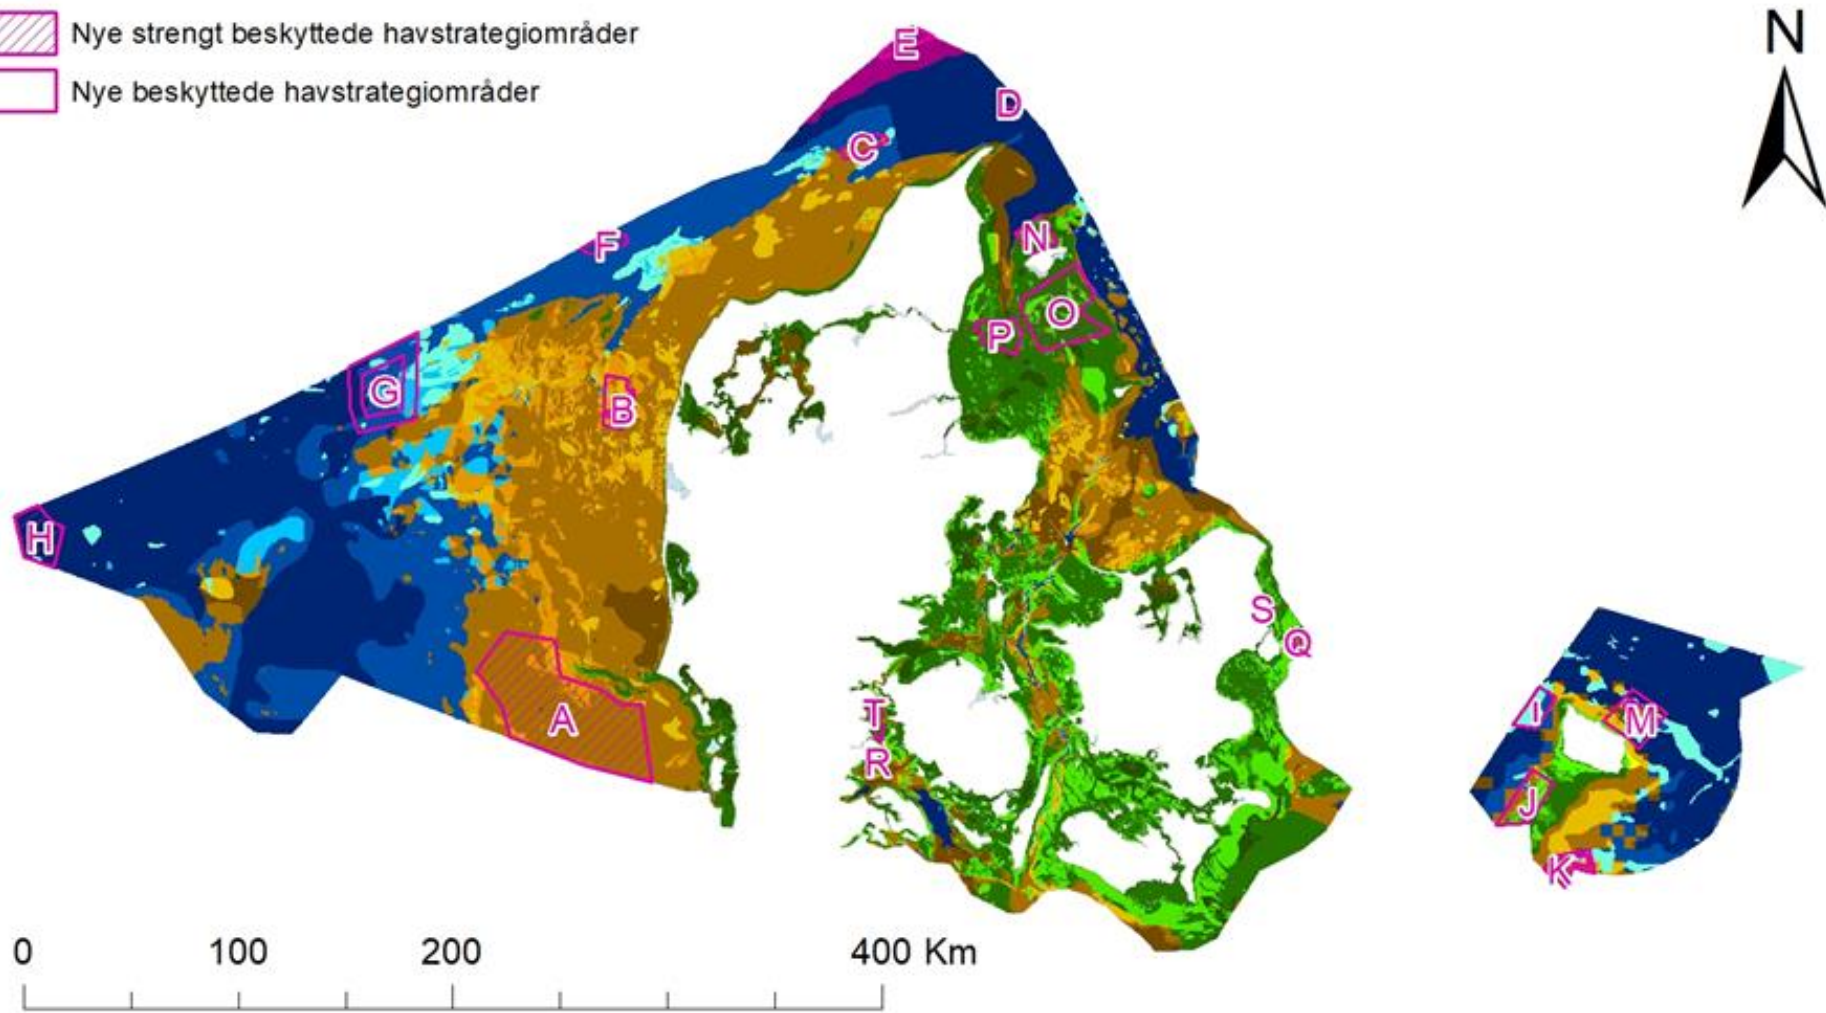 Nye strengt beskyttede havstrategiområder
Nye beskyttede havstrategiområder
N
E
D
C
N
F
O
P
G
B
H
S
Q
A
T
R
I
M
J
K
0 100 200 400 Km